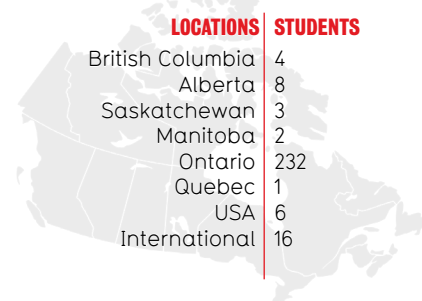 LOCATIONS STUDENTS
British Columbia 4
Alberta 8
Saskatchewan 3
Manitoba 2
Ontario 232
Quebec 1
USA 6
International 16